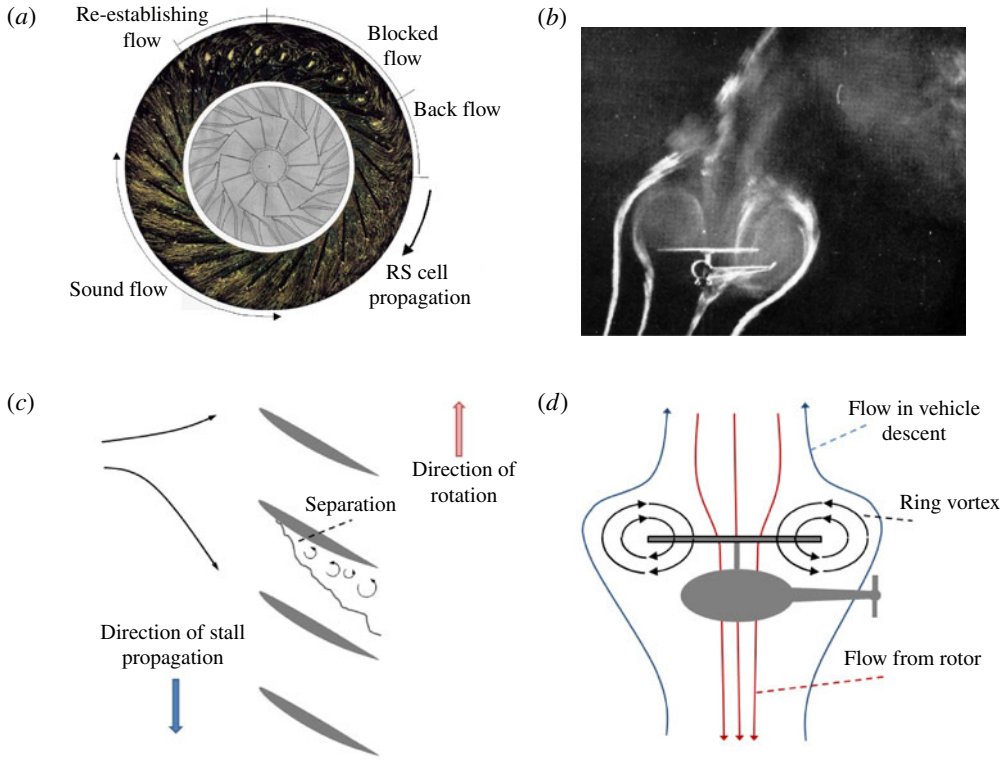 (a)
Re-establishing
flow
Blocked
flow
Back flow
RS cell
propagation
Sound flow
(b)
(c)
Separation
Direction of
rotation
Direction of stall
propagation
(d)
Flow in vehicle
descent
Ring vortex
Flow from rotor